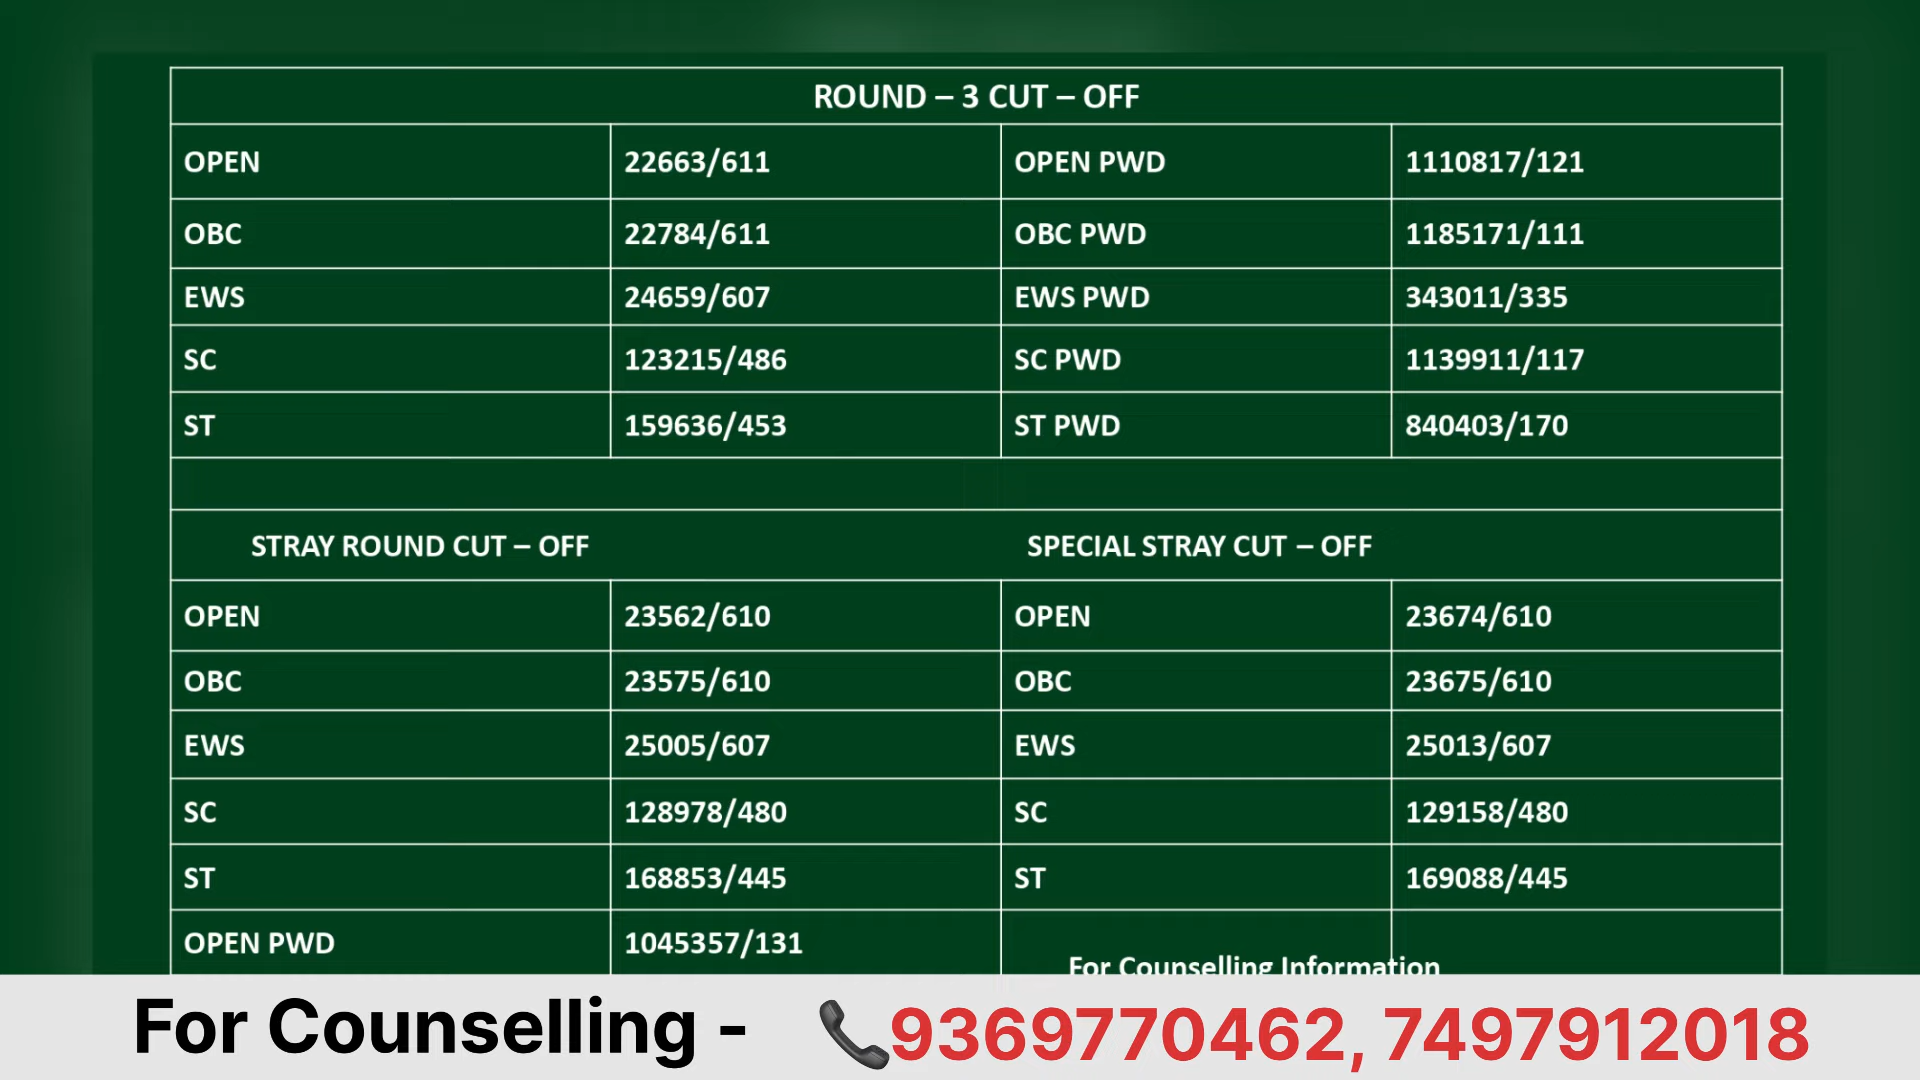 ROUND – 3 CUT – OFF
OPEN 22663/611 OPEN PWD 1110817/121
OBC 22784/611 OBC PWD 1185171/111
EWS 24659/607 EWS PWD 343011/335
SC 123215/486 SC PWD 1139911/117
ST 159636/453 ST PWD 840403/170
STRAY ROUND CUT – OFF SPECIAL STRAY CUT – OFF
OPEN 23562/610 OPEN 23674/610
OBC 23575/610 OBC 23675/610
EWS 25005/607 EWS 25013/607
SC 128978/480 SC 129158/480
ST 168853/445 ST 169088/445
OPEN PWD 1045357/131
For Counselling Information
For Counselling - 📞9369770462, 7497912018